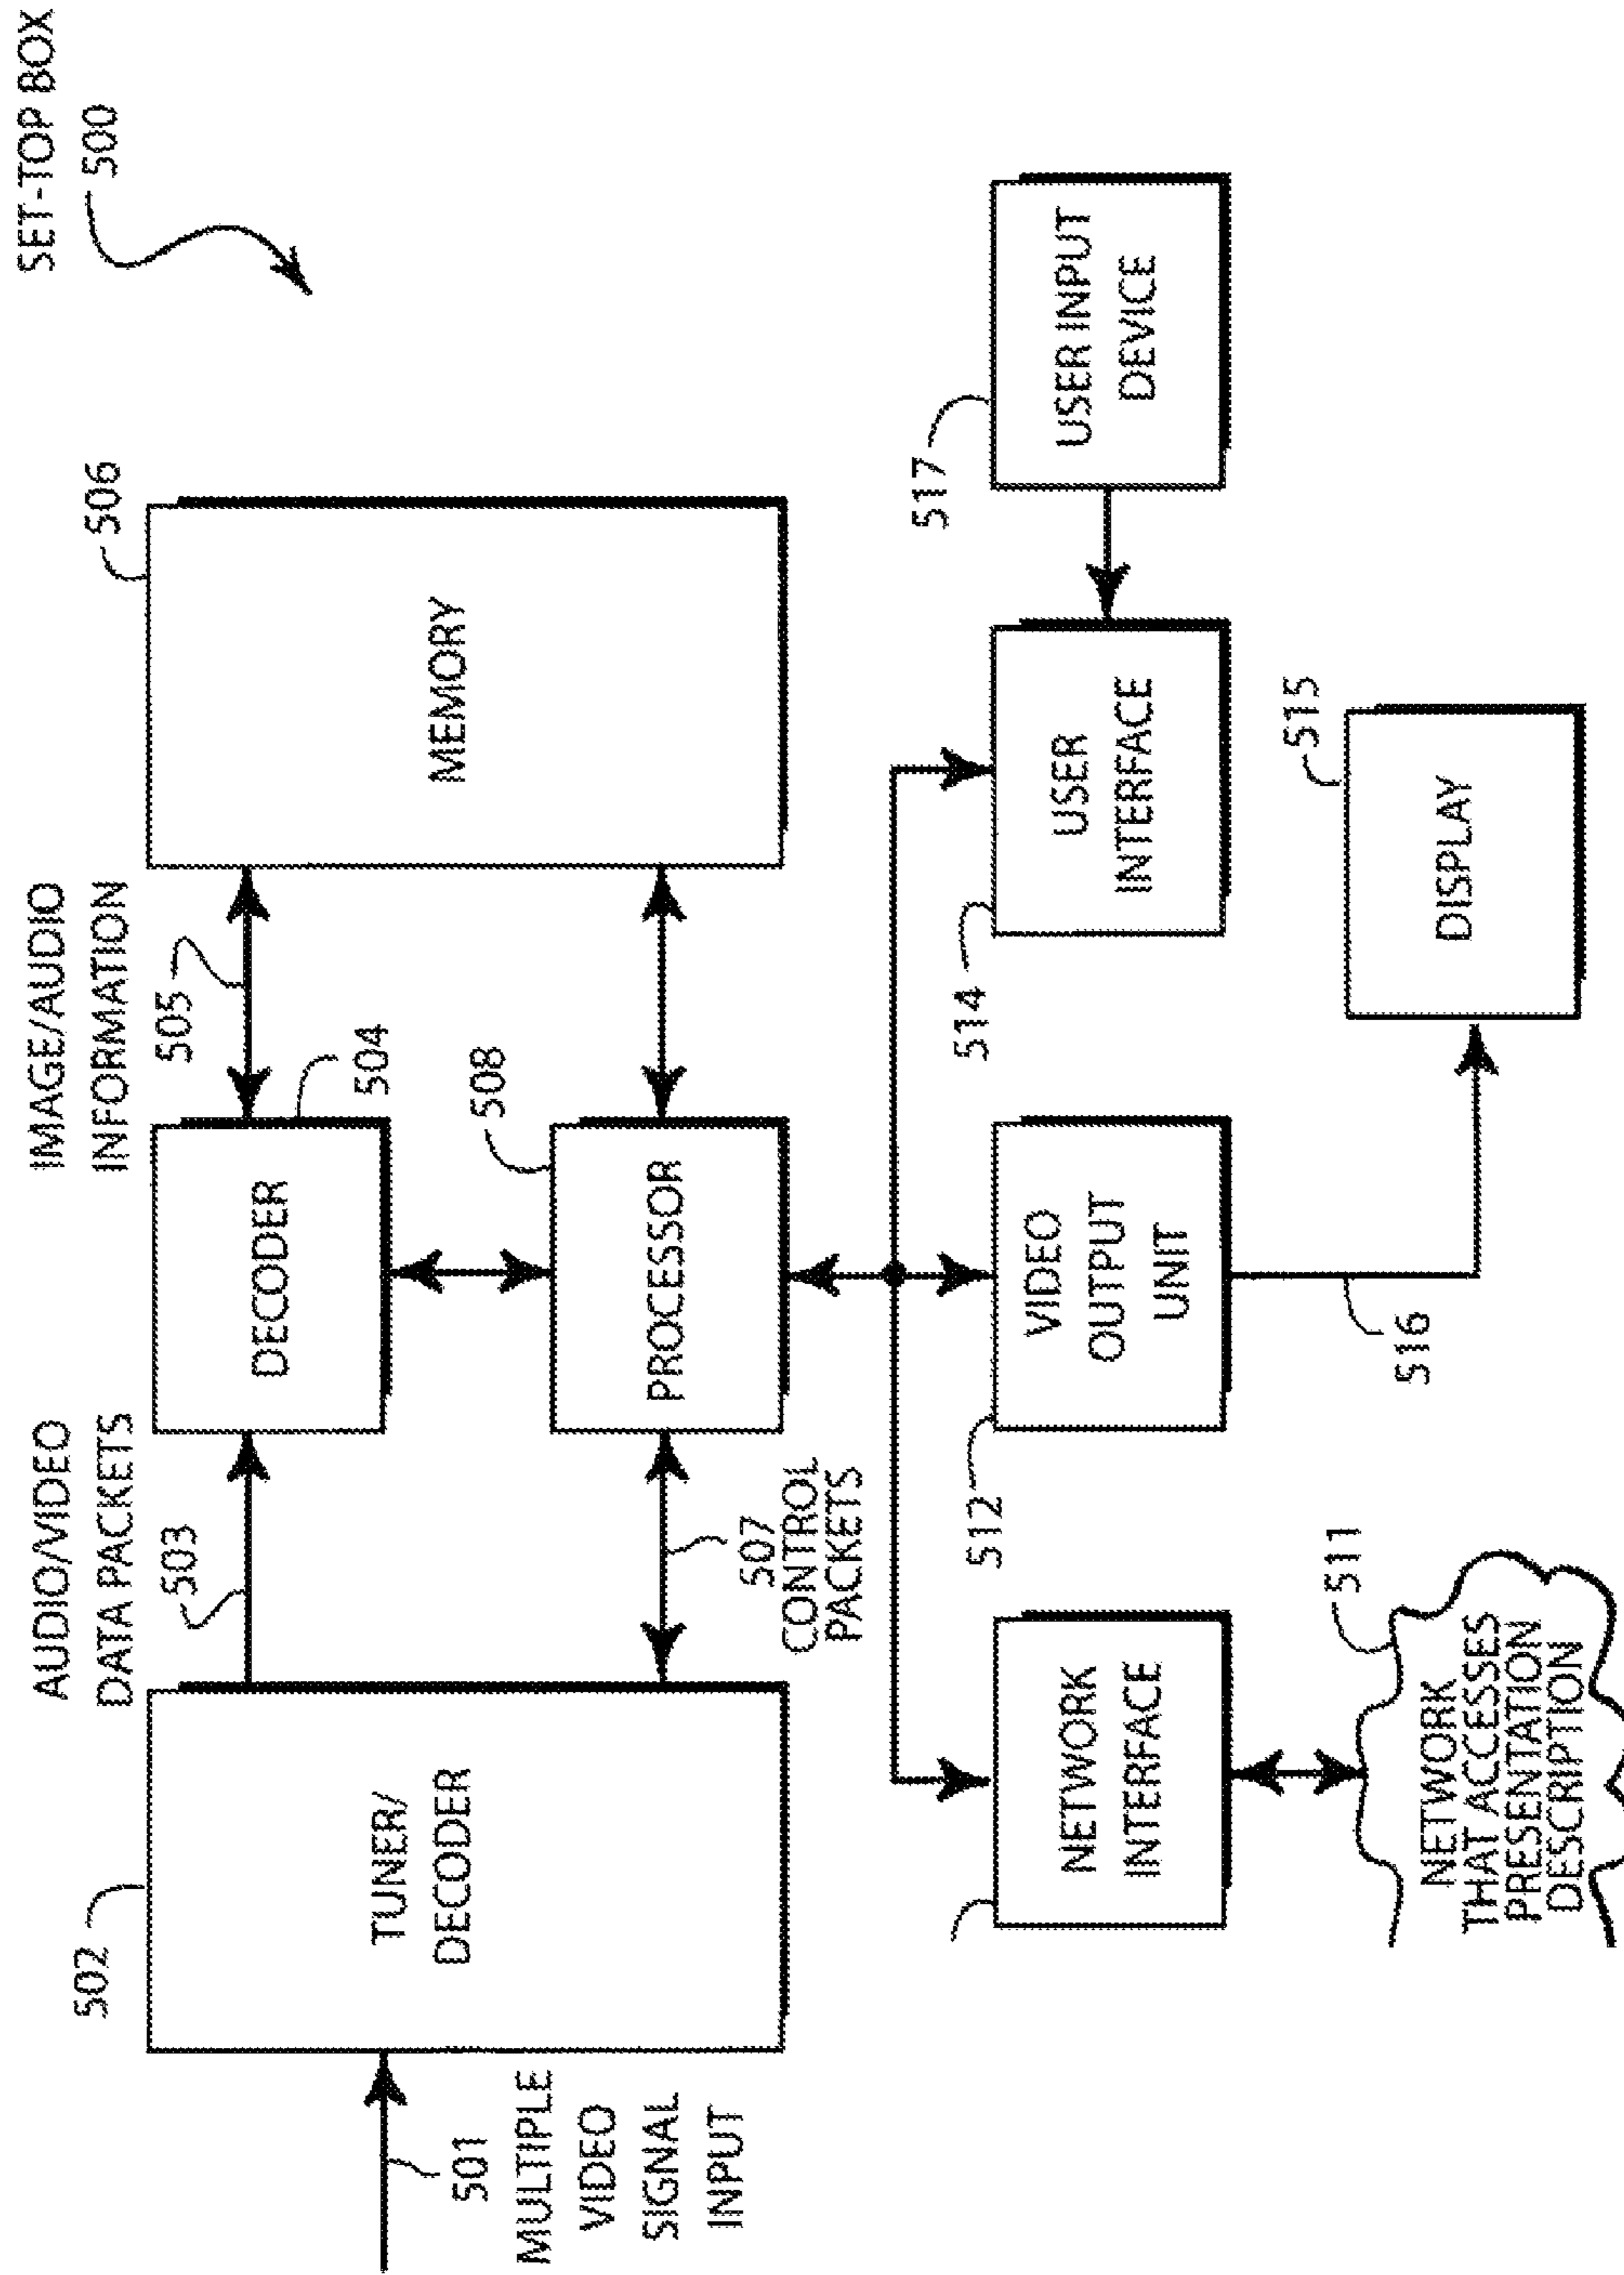 SET-TOP BOX
500
AUDIO/VIDEO
DATA PACKETS
503
IMAGE/AUDIO
INFORMATION
505
502
TUNER/
DECODER
DECODER
504
506
MEMORY
501
MULTIPLE
VIDEO
SIGNAL
INPUT
508
PROCESSOR
507
CONTROL
PACKETS
NETWORK
INTERFACE
512
VIDEO
OUTPUT
UNIT
514
USER
INTERFACE
517
USER INPUT
DEVICE
511
NETWORK
THAT ACCESSES
PRESENTATION
DESCRIPTION
516
515
DISPLAY